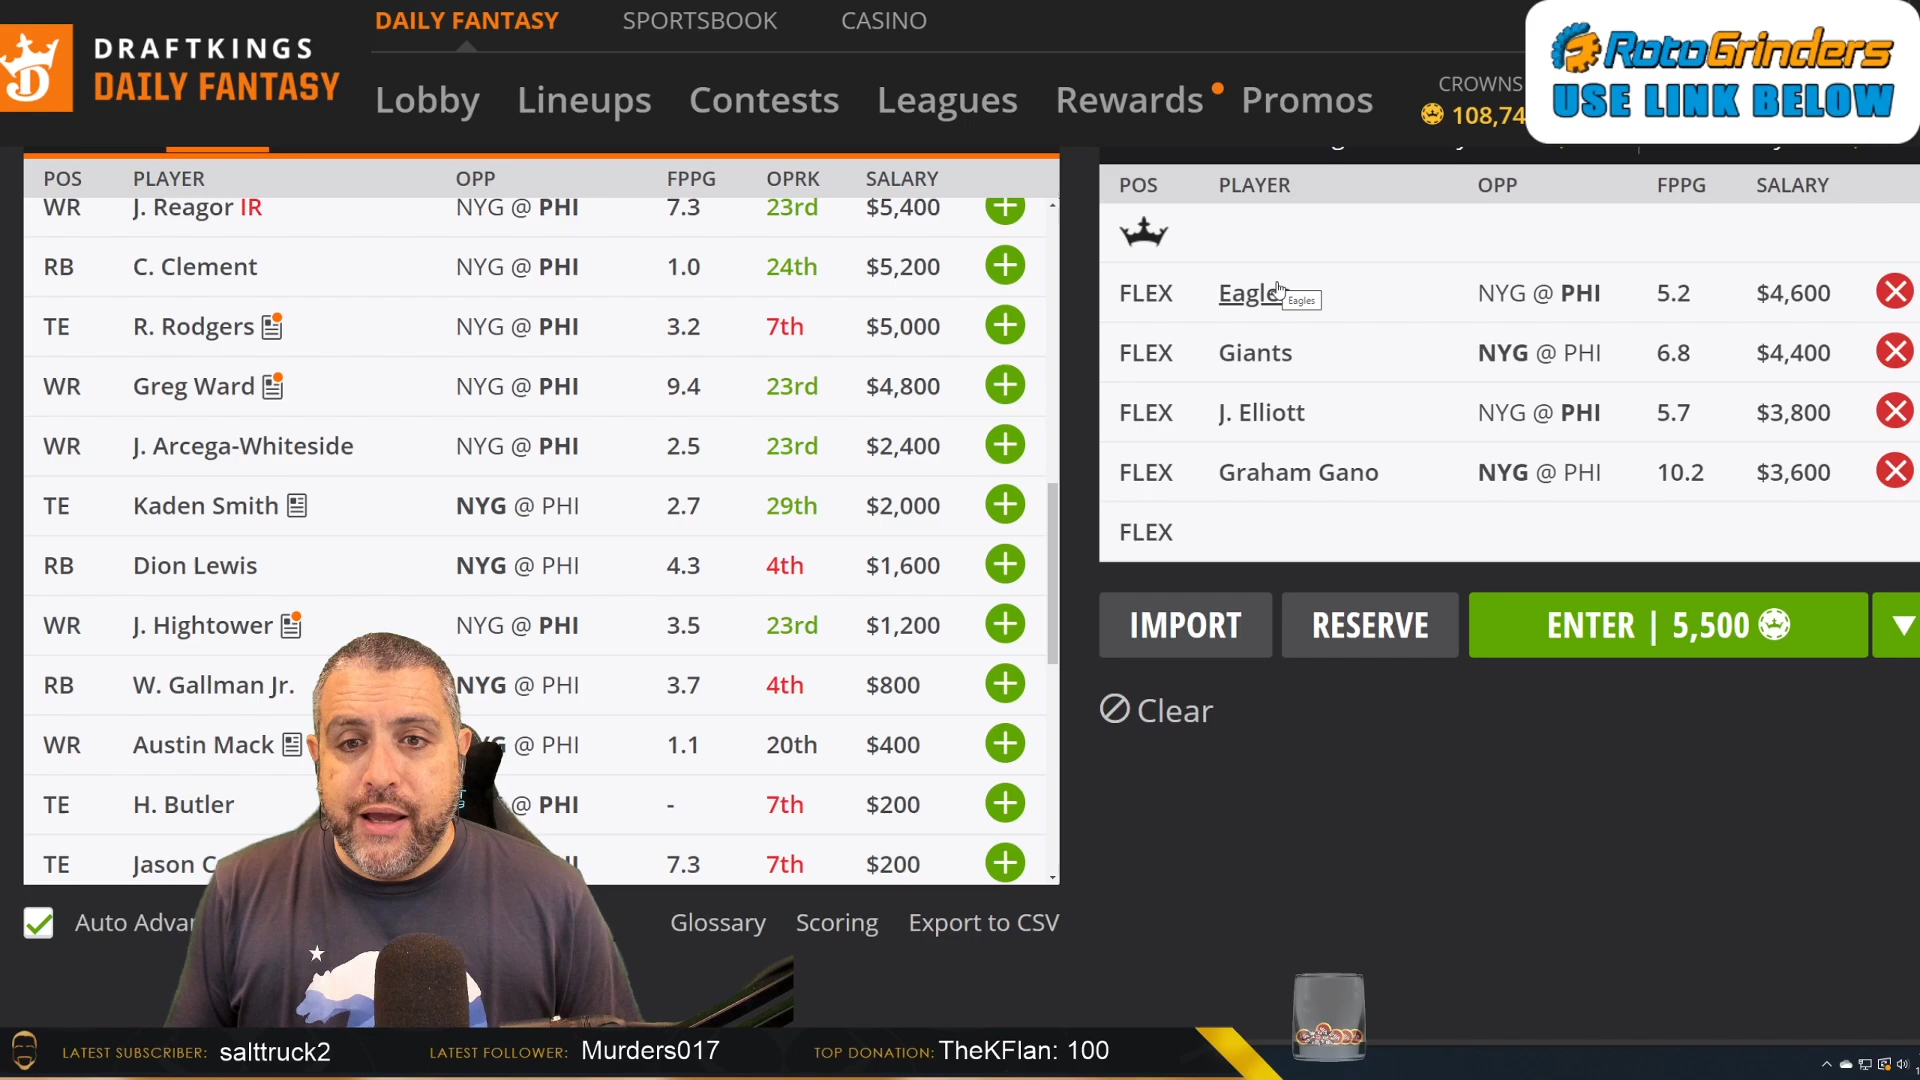 DAILY FANTASY SPORTSBOOK CASINO
DRAFTKINGS
DAILY FANTASY
Lobby Lineups Contests Leagues Rewards Promos
CROWNS
108,74
RotoGrinders
USE LINK BELOW
POS PLAYER OPP FPPG OPRK SALARY
WR J. Reagor IR NYG @ PHI 7.3 23rd $5,400
RB C. Clement NYG @ PHI 1.0 24th $5,200
TE R. Rodgers NYG @ PHI 3.2 7th $5,000
WR Greg Ward NYG @ PHI 9.4 23rd $4,800
WR J. Arcega-Whiteside NYG @ PHI 2.5 23rd $2,400
TE Kaden Smith NYG @ PHI 2.7 29th $2,000
RB Dion Lewis NYG @ PHI 4.3 4th $1,600
WR J. Hightower NYG @ PHI 3.5 23rd $1,200
RB W. Gallman Jr. NYG @ PHI 3.7 4th $800
WR Austin Mack @ PHI 1.1 20th $400
TE H. Butler @ PHI - 7th $200
TE Jason 7.3 7th $200
Glossary Scoring Export to CSV
POS PLAYER OPP FPPG SALARY
FLEX Eagle NYG @ PHI 5.2 $4,600
Eagles
FLEX Giants NYG @ PHI 6.8 $4,400
FLEX J. Elliott NYG @ PHI 5.7 $3,800
FLEX Graham Gano NYG @ PHI 10.2 $3,600
FLEX
IMPORT RESERVE ENTER | 5,500
Clear
Auto Advan
LATEST SUBSCRIBER: salttruck2 LATEST FOLLOWER: Murders017 TOP DONATION: TheKFlan: 100